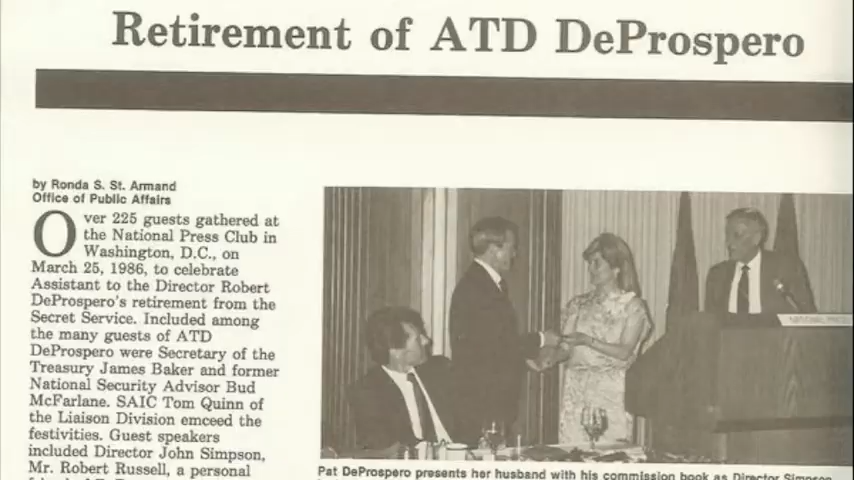 Retirement of ATD DeProspero
by Ronda S. St. Armand
Office of Public Affairs
Over 225 guests gathered at
the National Press Club in
Washington, D.C., on
March 25, 1986, to celebrate
Assistant to the Director Robert
DeProspero's retirement from the
Secret Service. Included among
the many guests of ATD
DeProspero were Secretary of the
Treasury James Baker and former
National Security Advisor Bud
McFarlane. SAIC Tom Quinn of
the Liaison Division emceed the
festivities. Guest speakers
included Director John Simpson,
Mr. Robert Russell, a personal
NATIONAL PRESS
Pat DeProspero presents her husband with his commission book as Director Simpson